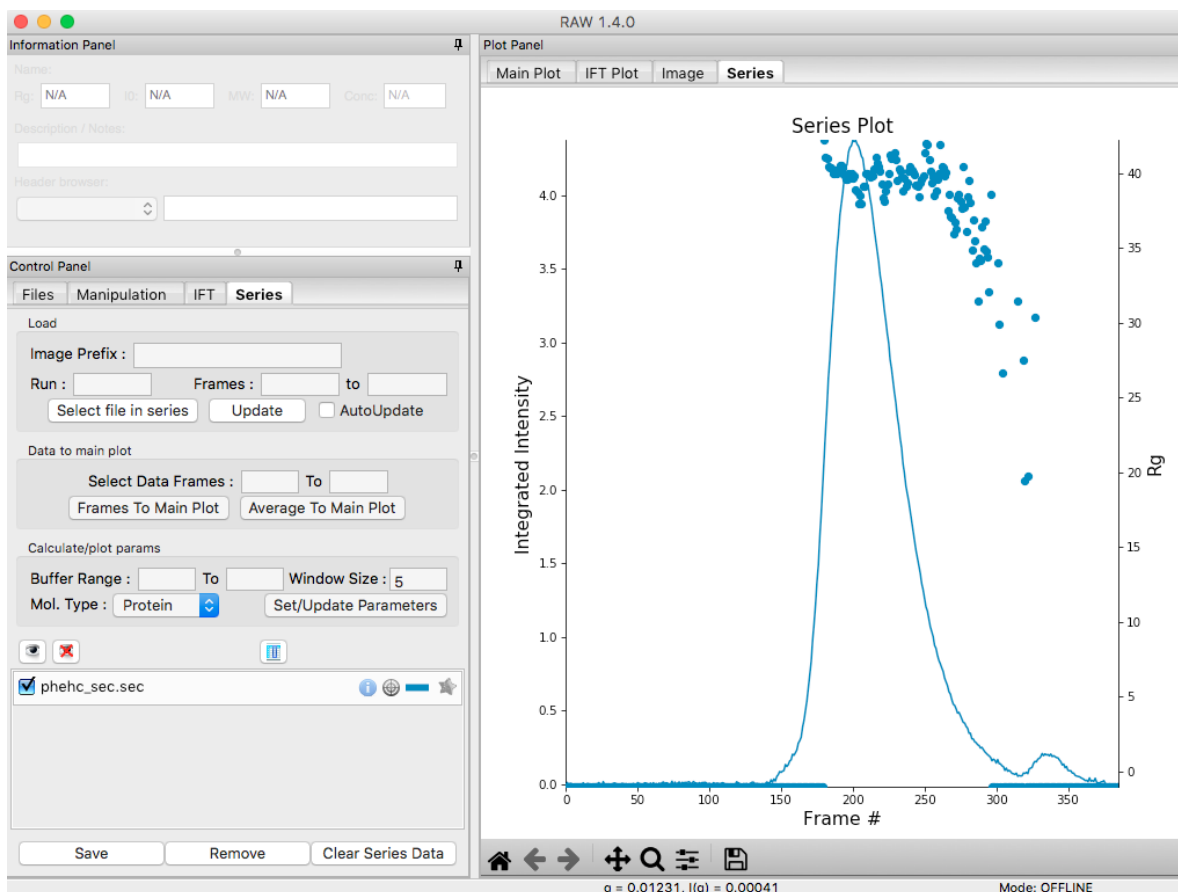 RAW 1.4.0
Information Panel
Name:
Rg: N/A I0: N/A MW: N/A Conc: N/A
Description / Notes:
Header browser:
Control Panel
Files Manipulation IFT Series
Load
Image Prefix :
Run : Frames : to
Select file in series Update AutoUpdate
Data to main plot
Select Data Frames : To
Frames To Main Plot Average To Main Plot
Calculate/plot params
Buffer Range : To Window Size : 5
Mol. Type : Protein Set/Update Parameters
phehc_sec.sec
Save Remove Clear Series Data
Plot Panel
Main Plot IFT Plot Image Series
Series Plot
Integrated Intensity
4.0
3.5
3.0
2.5
2.0
1.5
1.0
0.5
0.0
40
35
30
25
20
15
10
5
0
Rg
0 50 100 150 200 250 300 350
Frame #
q = 0.01231, I(q) = 0.00041 Mode: OFFLINE